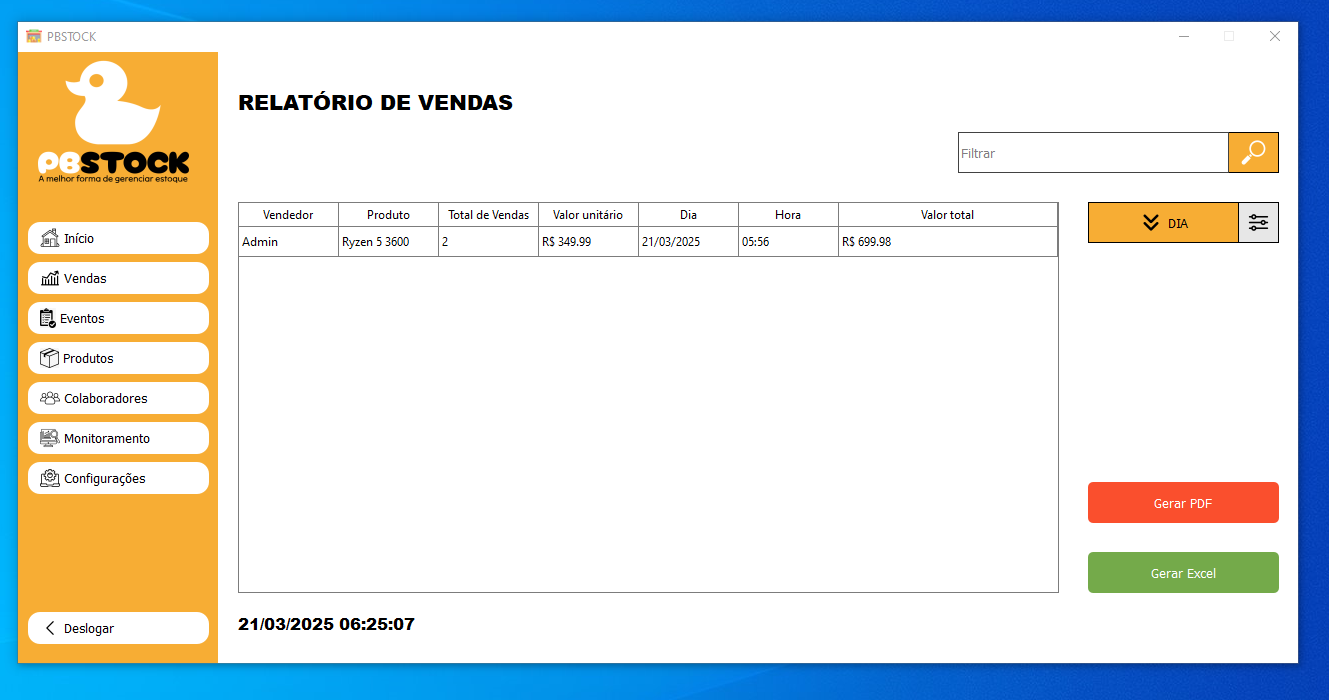 PBSTOCK
PBSTOCK
A melhor forma de gerenciar estoque
Início
Vendas
Eventos
Produtos
Colaboradores
Monitoramento
Configurações
Deslogar
RELATÓRIO DE VENDAS
Filtrar
Vendedor Produto Total de Vendas Valor unitário Dia Hora Valor total
Admin Ryzen 5 3600 2 R$ 349.99 21/03/2025 05:56 R$ 699.98
DIA
Gerar PDF
Gerar Excel
21/03/2025 06:25:07